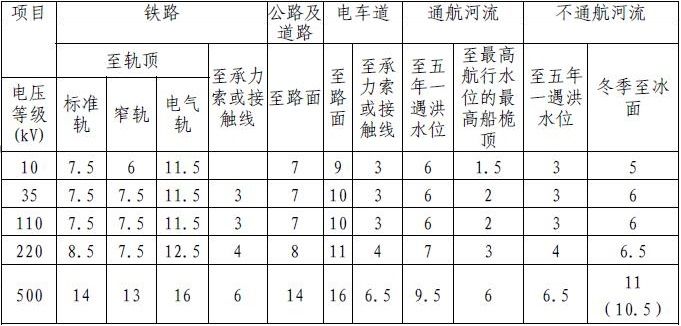 项目 铁路 公路及道路 电车道 通航河流 不通航河流
电压等级(kV) 至轨顶 至承力索或接触线 至路面 至路面 至承力索或接触线 至五年一遇洪水位 至最高航行水位的最高船桅顶 至五年一遇洪水位 冬季至冰面
标准轨 窄轨 电气轨
10 7.5 6 11.5 7 9 3 6 1.5 3 5
35 7.5 7.5 11.5 3 7 10 3 6 2 3 6
110 7.5 7.5 11.5 3 7 10 3 6 2 3 6
220 8.5 7.5 12.5 4 8 11 4 7 3 4 6.5
500 14 13 16 6 14 16 6.5 9.5 6 6.5 11(10.5)